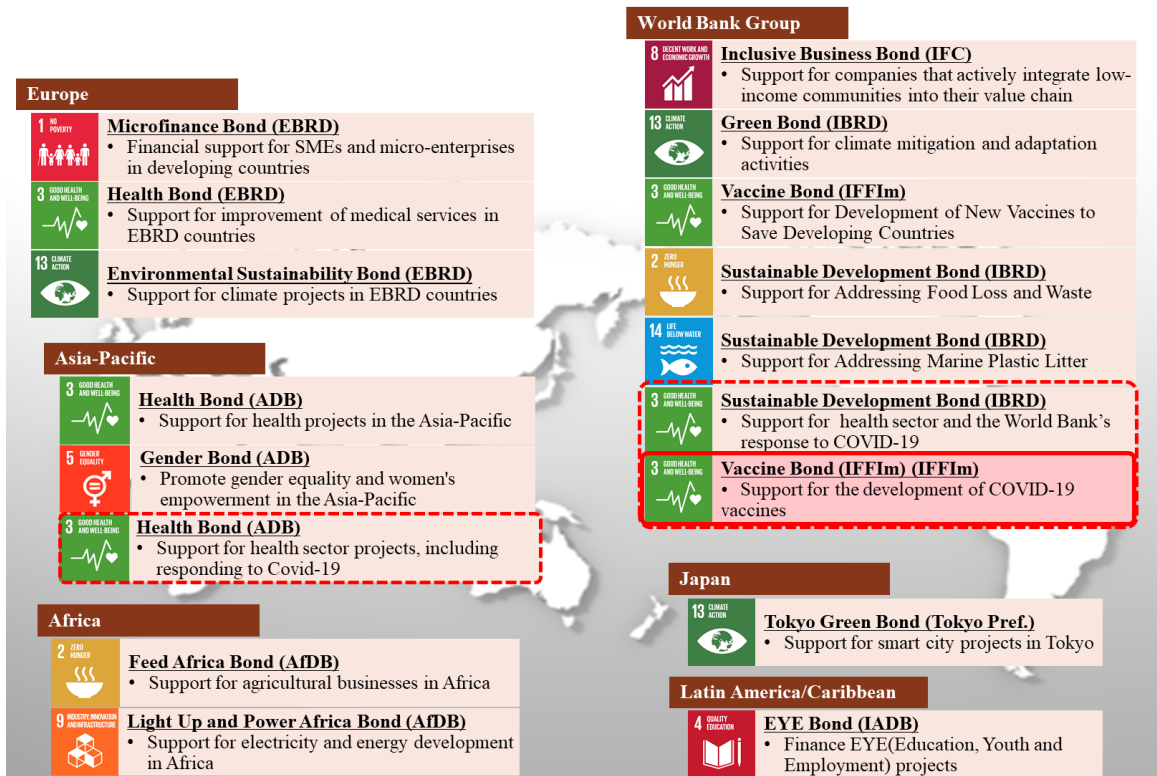 Europe
1 NO
POVERTY
Microfinance Bond (EBRD)
• Financial support for SMEs and micro-enterprises
in developing countries
3 GOOD HEALTH
AND WELL-BEING
Health Bond (EBRD)
• Support for improvement of medical services in
EBRD countries
13 CLIMATE
ACTION
Environmental Sustainability Bond (EBRD)
• Support for climate projects in EBRD countries
Asia-Pacific
3 GOOD HEALTH
AND WELL-BEING
Health Bond (ADB)
• Support for health projects in the Asia-Pacific
5 GENDER
EQUALITY
Gender Bond (ADB)
• Promote gender equality and women's
empowerment in the Asia-Pacific
3 GOOD HEALTH
AND WELL-BEING
Health Bond (ADB)
• Support for health sector projects, including
responding to Covid-19
Africa
2 ZERO
HUNGER
Feed Africa Bond (AfDB)
• Support for agricultural businesses in Africa
9 INDUSTRY, INNOVATION
AND INFRASTRUCTURE
Light Up and Power Africa Bond (AfDB)
• Support for electricity and energy development
in Africa
World Bank Group
8 DECENT WORK AND
ECONOMIC GROWTH
Inclusive Business Bond (IFC)
• Support for companies that actively integrate low-
income communities into their value chain
13 CLIMATE
ACTION
Green Bond (IBRD)
• Support for climate mitigation and adaptation
activities
3 GOOD HEALTH
AND WELL-BEING
Vaccine Bond (IFFIm)
• Support for Development of New Vaccines to
Save Developing Countries
2 ZERO
HUNGER
Sustainable Development Bond (IBRD)
• Support for Addressing Food Loss and Waste
14 LIFE
BELOW WATER
Sustainable Development Bond (IBRD)
• Support for Addressing Marine Plastic Litter
3 GOOD HEALTH
AND WELL-BEING
Sustainable Development Bond (IBRD)
• Support for health sector and the World Bank's
response to COVID-19
3 GOOD HEALTH
AND WELL-BEING
Vaccine Bond (IFFIm) (IFFIm)
• Support for the development of COVID-19
vaccines
Japan
13 CLIMATE
ACTION
Tokyo Green Bond (Tokyo Pref.)
• Support for smart city projects in Tokyo
Latin America/Caribbean
4 QUALITY
EDUCATION
EYE Bond (IADB)
• Finance EYE(Education, Youth and
Employment) projects